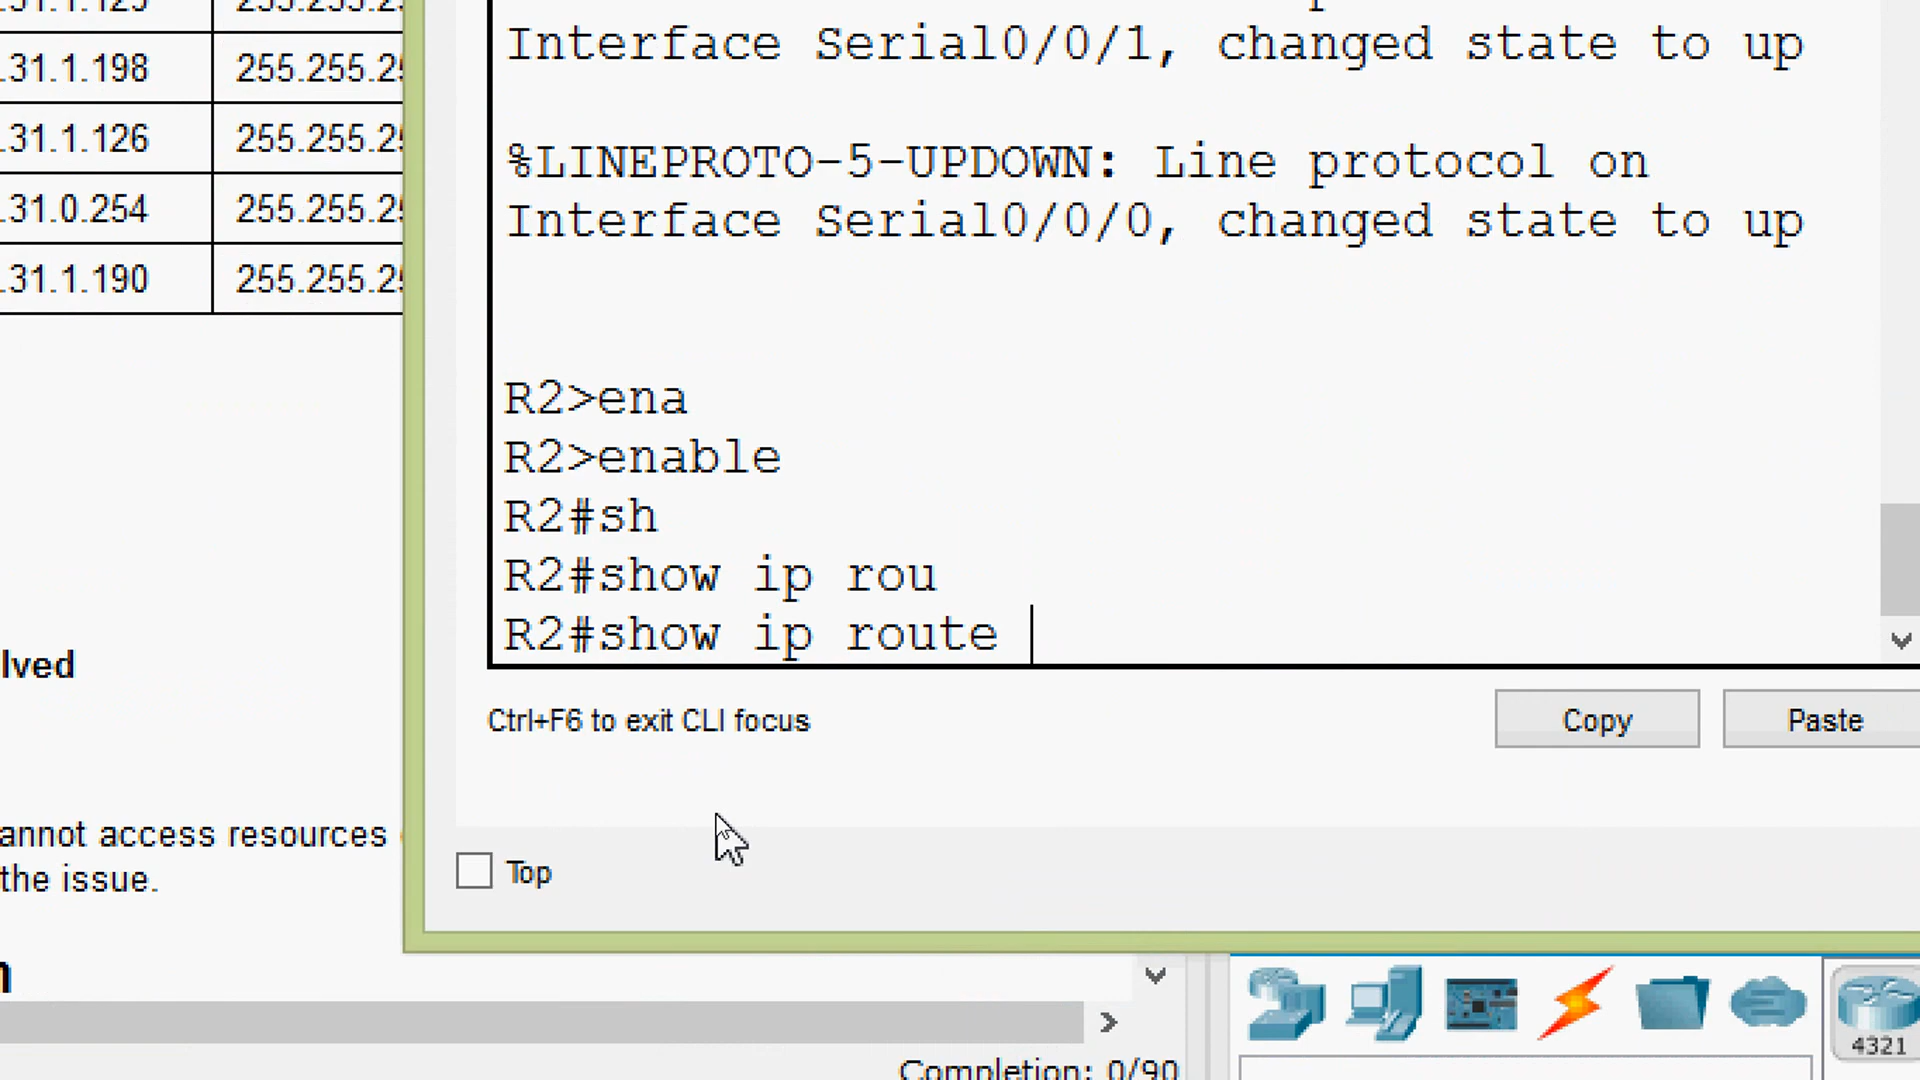 .31.1.198 255.255.2
.31.1.126 255.255.2
.31.0.254 255.255.2
.31.1.190 255.255.2
lved
annot access resources
the issue.
Interface Serial0/0/1, changed state to up
%LINEPROTO-5-UPDOWN: Line protocol on
Interface Serial0/0/0, changed state to up
R2>ena
R2>enable
R2#sh
R2#show ip rou
R2#show ip route
Ctrl+F6 to exit CLI focus
Copy
Paste
Top
Completion: 0/90
4321